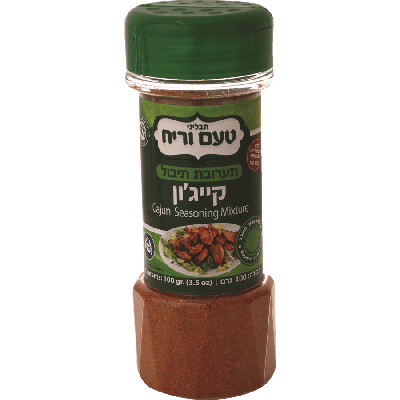 תבליני
טעם וריח
תערובת תיבול
קייג'ון
Cajun Seasoning Mixture
100 gr. (3.5 oz) | 100 גרם